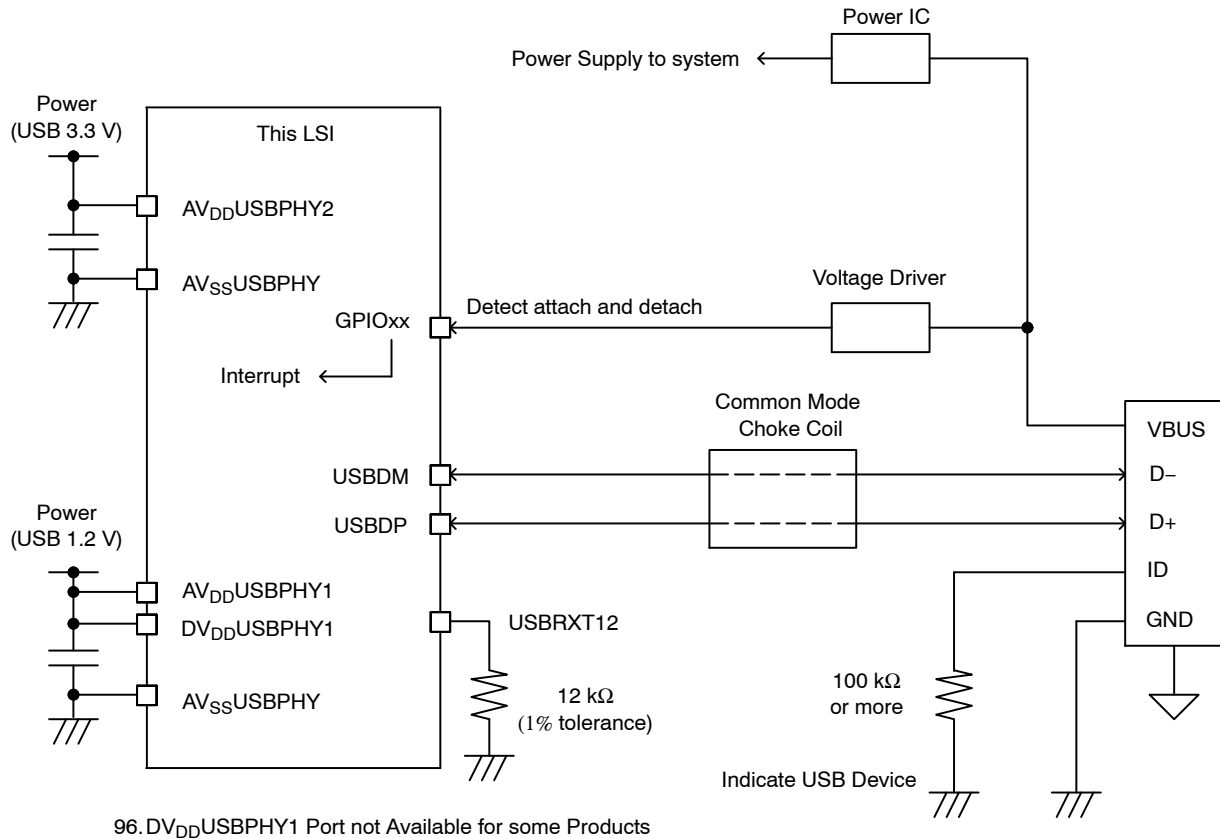 Power IC
Power Supply to system
Power
(USB 3.3 V)
This LSI
AVDDUSBPHY2
AVSSUSBPHY
GPIOxx
Interrupt
Detect attach and detach
Voltage Driver
Common Mode
Choke Coil
VBUS
D−
D+
ID
GND
USBDM
USBDP
Power
(USB 1.2 V)
AVDDUSBPHY1
DVDDUSBPHY1
AVSSUSBPHY
USBRXT12
12 kΩ
(1% tolerance)
100 kΩ
or more
Indicate USB Device
96.DVDDUSBPHY1 Port not Available for some Products